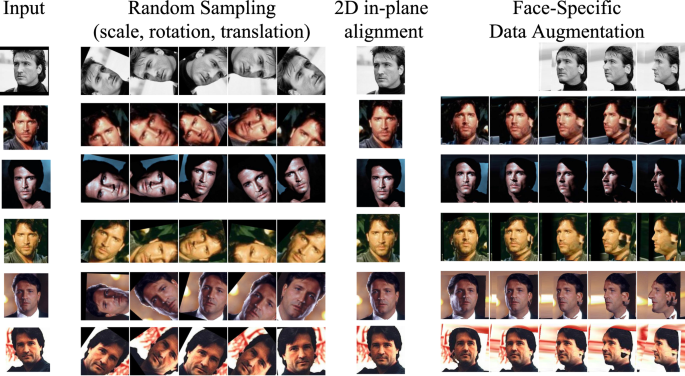 Input
Random Sampling
(scale, rotation, translation)
2D in-plane
alignment
Face-Specific
Data Augmentation